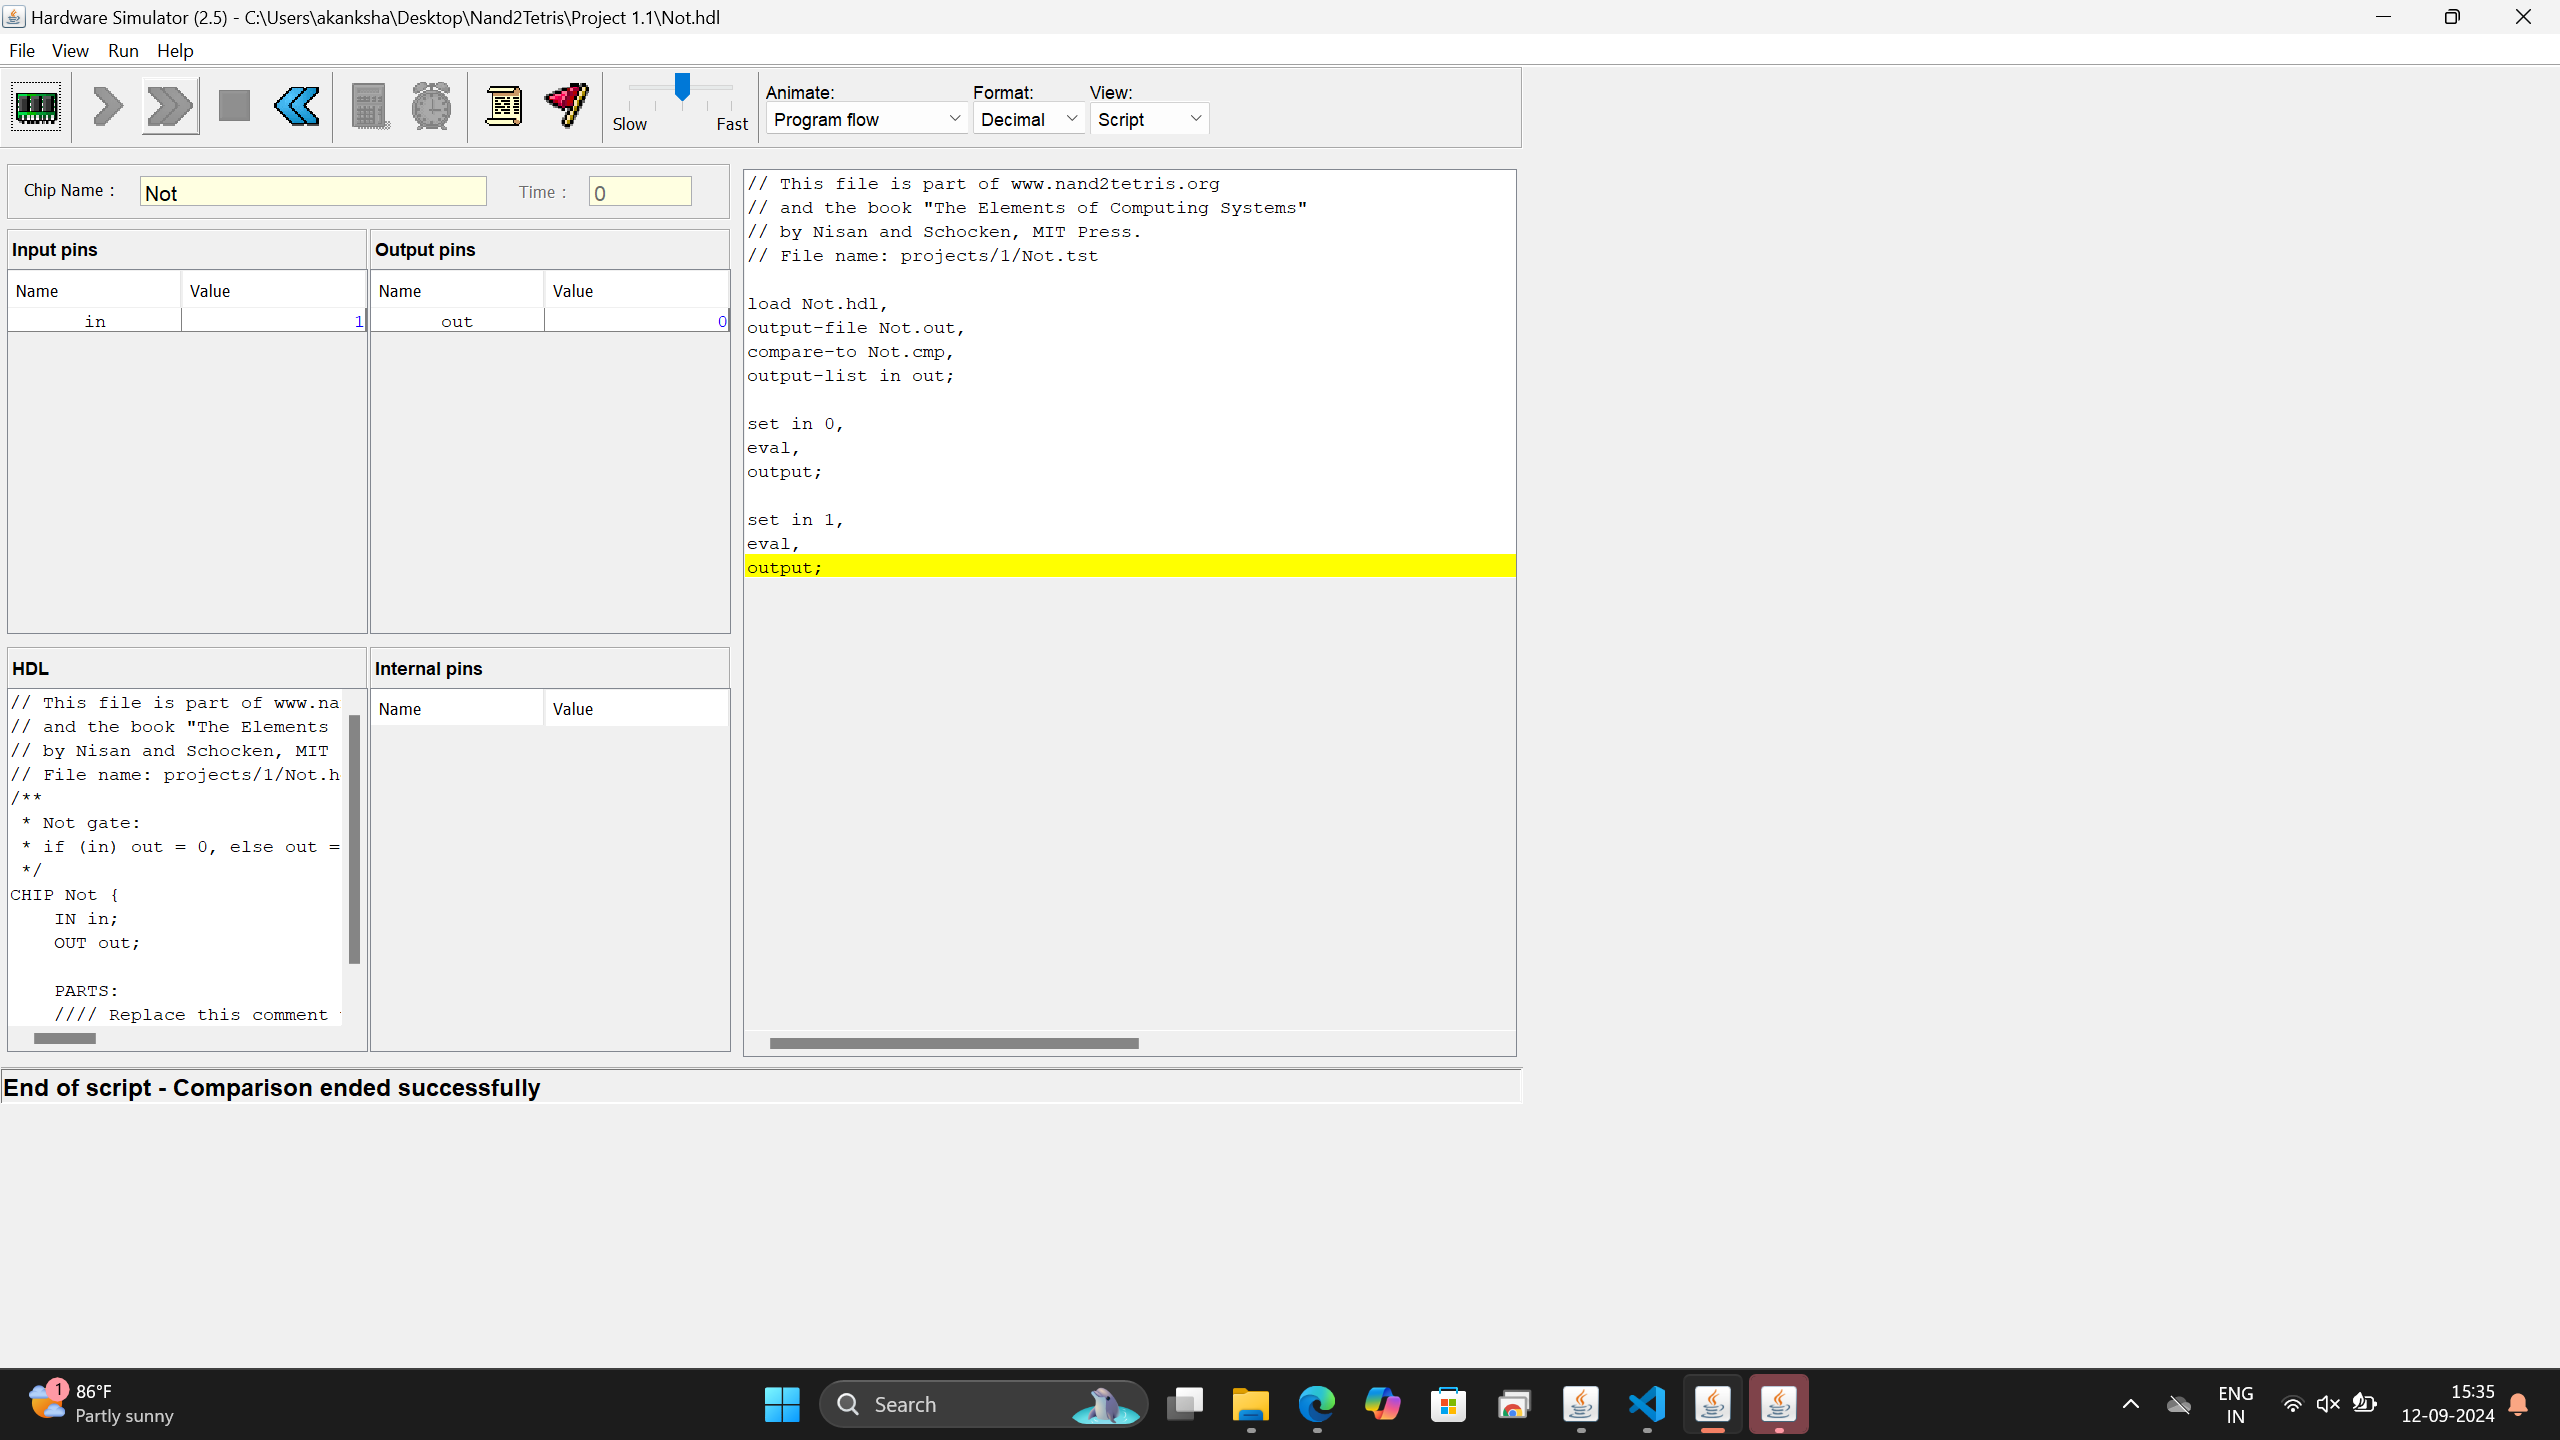 Hardware Simulator (2.5) - C:\Users\akanksha\Desktop\Nand2Tetris\Project 1.1\Not.hdl
File View Run Help
Slow Fast
Animate: Format: View:
Program flow Decimal Script
Chip Name : Not Time : 0
Input pins
Name Value
in 1
Output pins
Name Value
out 0
HDL
// This file is part of www.na
// and the book "The Elements
// by Nisan and Schocken, MIT
// File name: projects/1/Not.h
/**
* Not gate:
* if (in) out = 0, else out =
*/
CHIP Not {
IN in;
OUT out;
PARTS:
//// Replace this comment
Internal pins
Name Value
// This file is part of www.nand2tetris.org
// and the book "The Elements of Computing Systems"
// by Nisan and Schocken, MIT Press.
// File name: projects/1/Not.tst
load Not.hdl,
output-file Not.out,
compare-to Not.cmp,
output-list in out;
set in 0,
eval,
output;
set in 1,
eval,
output;
End of script - Comparison ended successfully
1
86°F
Partly sunny
Search
ENG
IN
15:35
12-09-2024